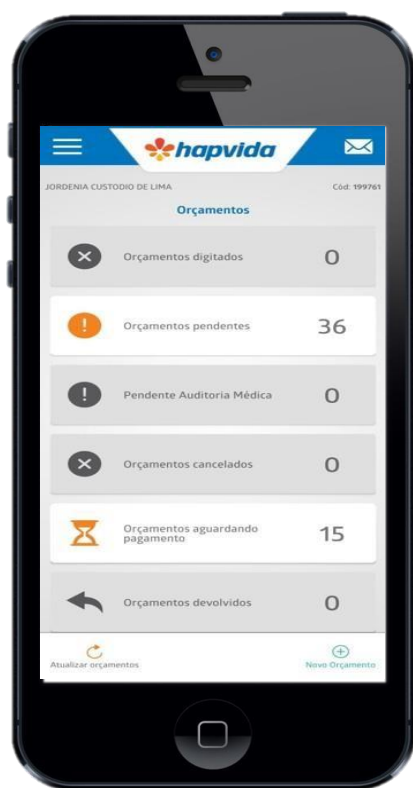 hapvida
JORDENIA CUSTODIO DE LIMA Cód: 199761
Orçamentos
Orçamentos digitados 0
Orçamentos pendentes 36
Pendente Auditoria Médica 0
Orçamentos cancelados 0
Orçamentos aguardando
pagamento 15
Orçamentos devolvidos 0
Atualizar orçamentos Novo Orçamento